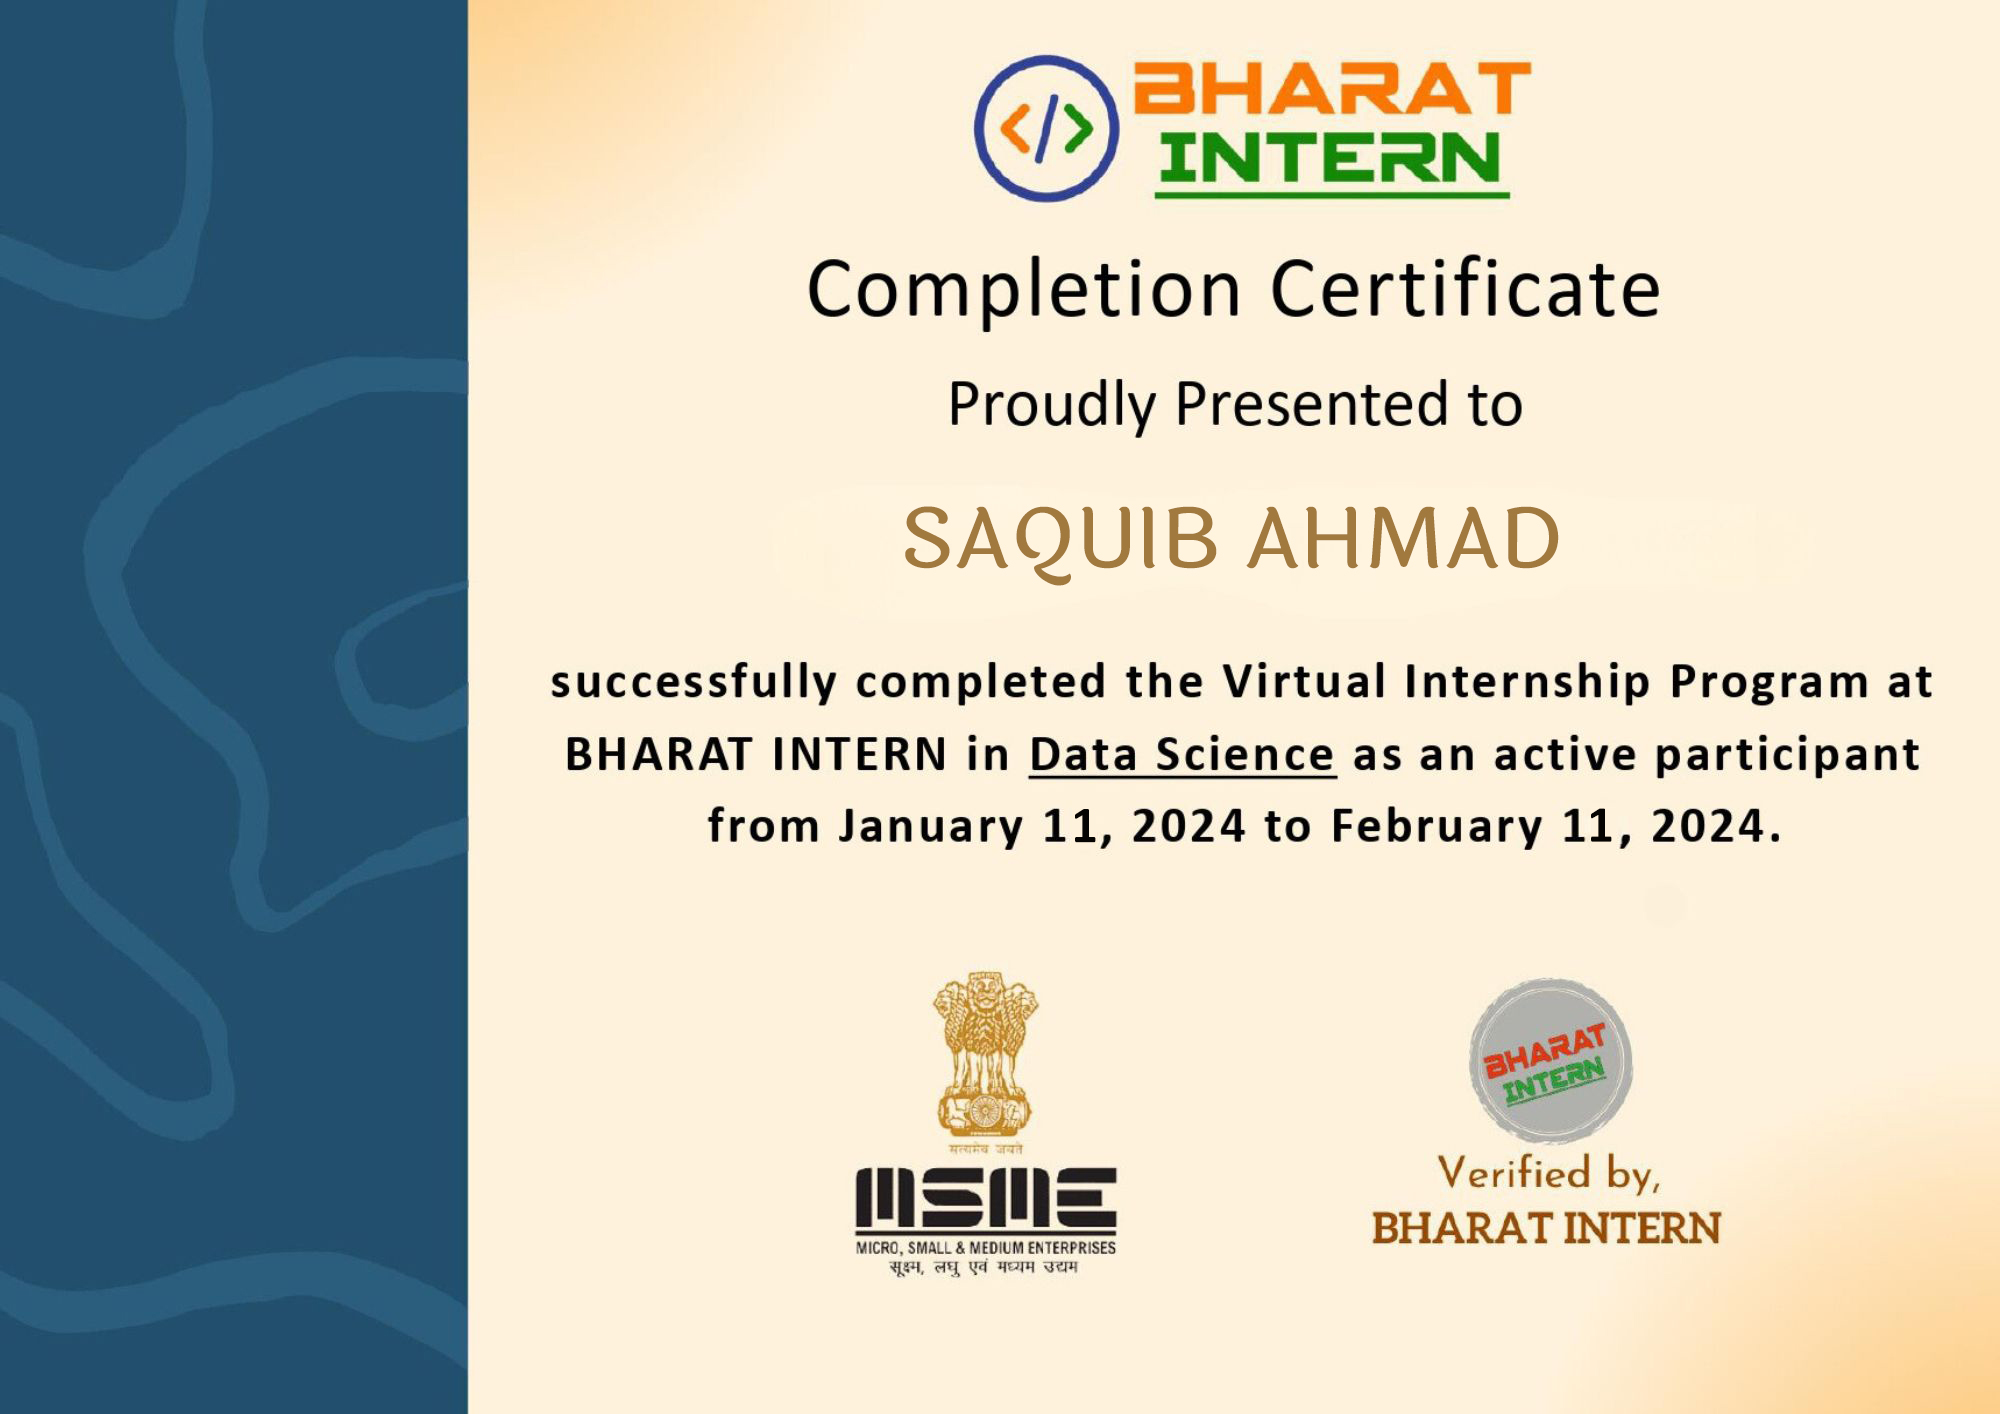 BHARAT
INTERN
Completion Certificate
Proudly Presented to
SAQUIB AHMAD
successfully completed the Virtual Internship Program at
BHARAT INTERN in Data Science as an active participant
from January 11, 2024 to February 11, 2024.
सत्यमेव जयते
MSME
MICRO, SMALL & MEDIUM ENTERPRISES
सूक्ष्म, लघु एवं मध्यम उद्यम
BHARAT
INTERN
Verified by,
BHARAT INTERN